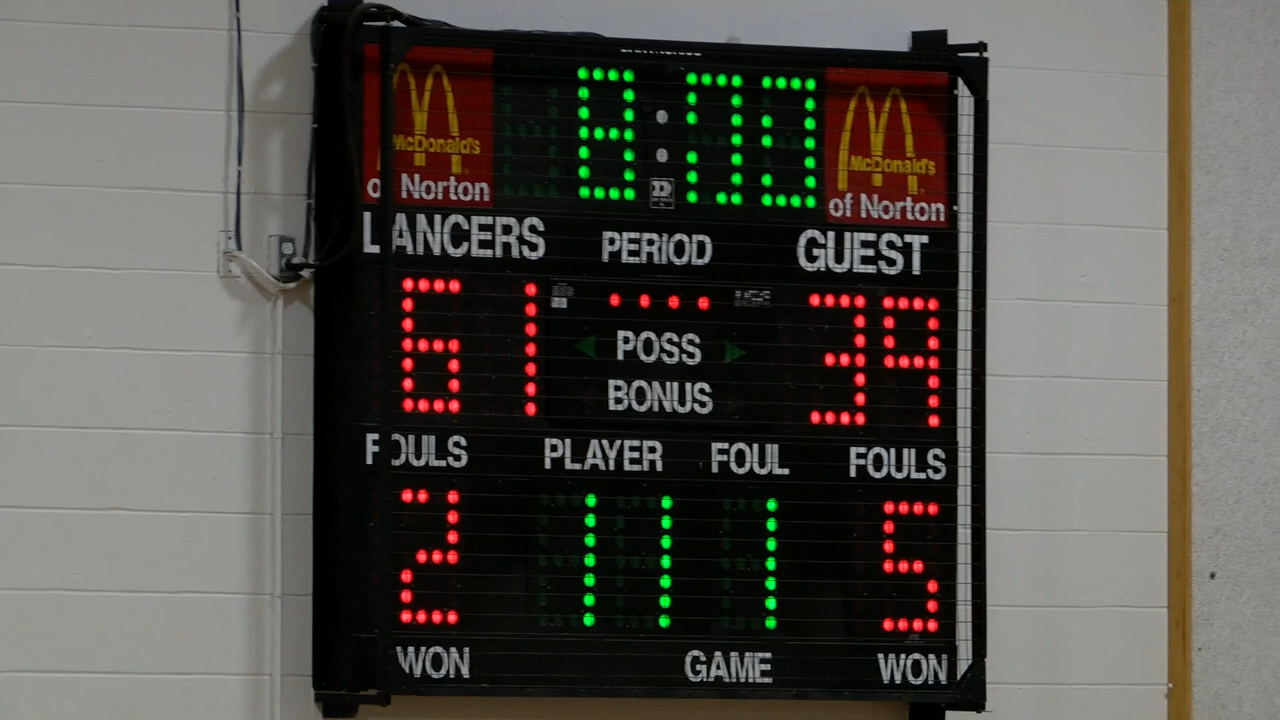 McDonald's 8:00 McDonald's
of Norton of Norton
LANCERS PERIOD GUEST
61 39
POSS
BONUS
FOULS PLAYER FOUL FOULS
2 11 1 5
WON GAME WON